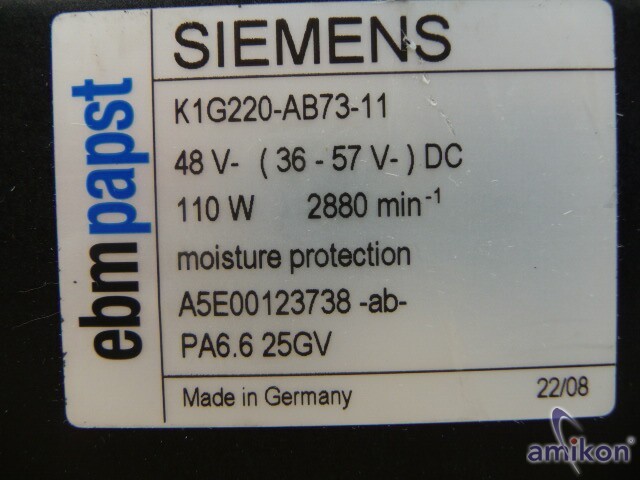 ebmpapst
SIEMENS
K1G220-AB73-11
48 V- ( 36 - 57 V- ) DC
110 W 2880 min⁻¹
moisture protection
A5E00123738 -ab-
PA6.6 25GV
Made in Germany 22/08
amikon